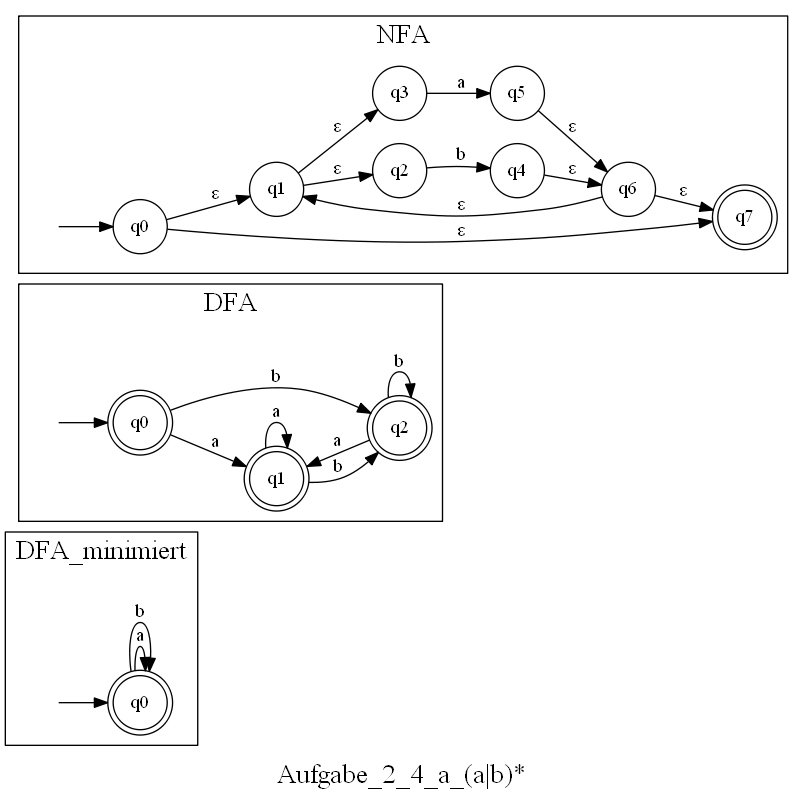 NFA
q3 a q5
ε ε
q1 ε q2 b q4 ε q6
ε ε ε
q0 ε q7
DFA
b b
q0 a a a q2
q1 b
DFA_minimiert
b
a
q0
Aufgabe_2_4_a_(a|b)*